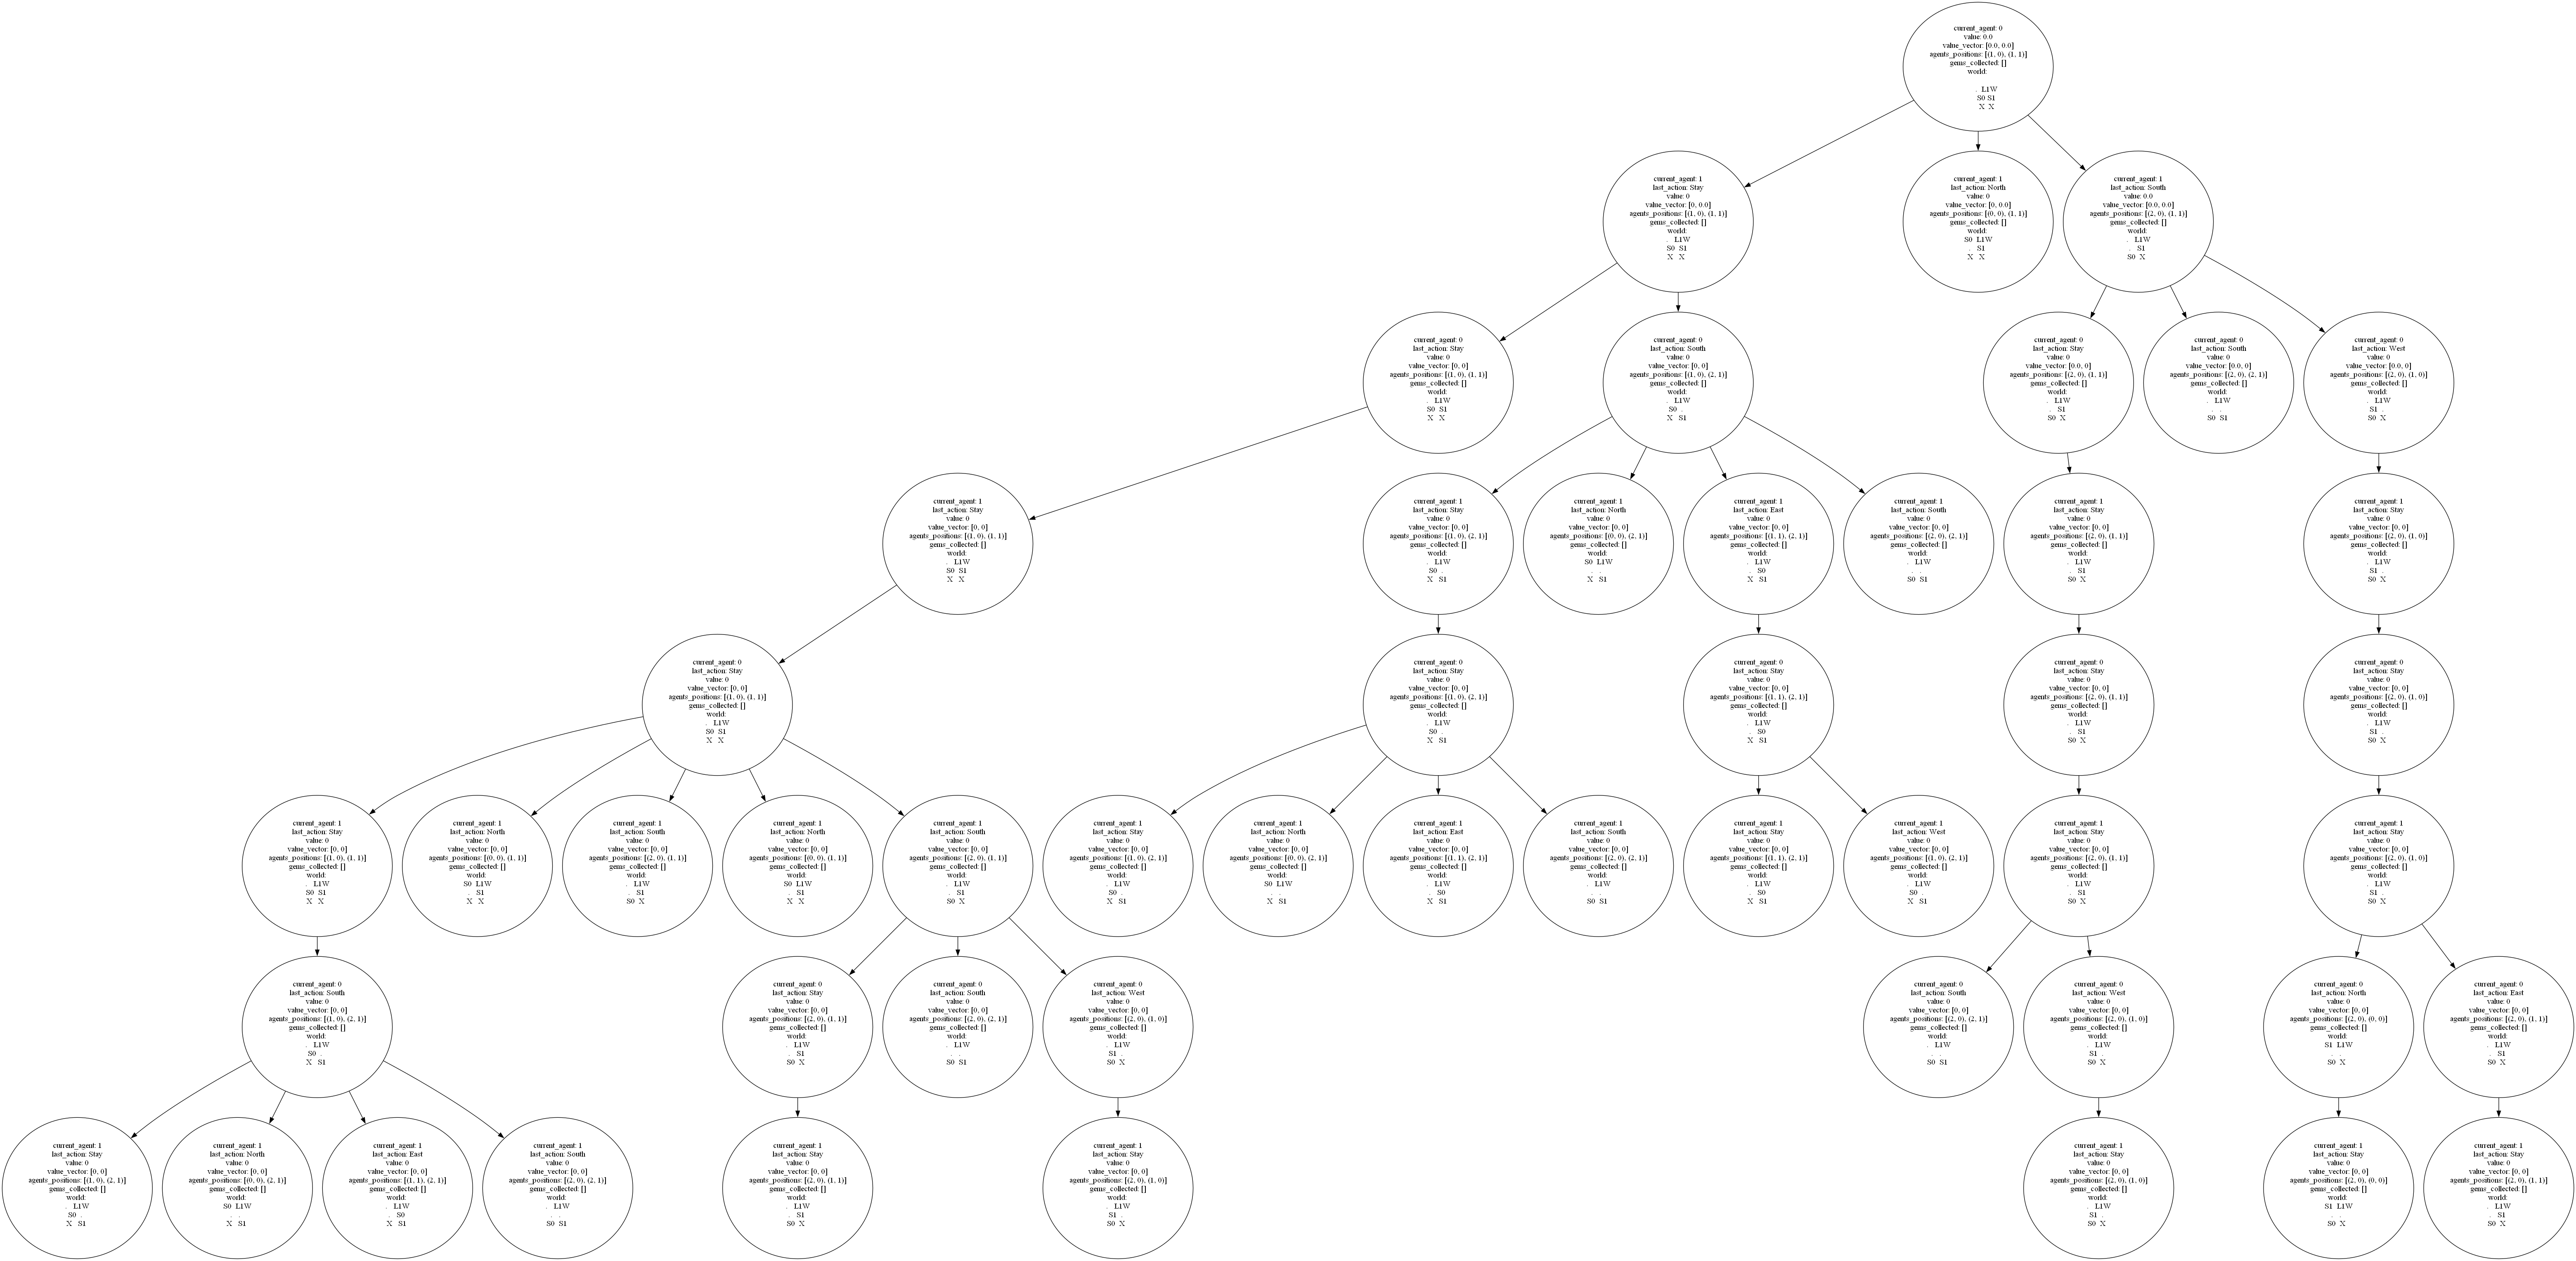 current_agent: 0
value: 0.0
value_vector: [0.0, 0.0]
agents_positions: [(1, 0), (1, 1)]
gems_collected: []
world:
. L1W
S0 S1
X X
current_agent: 1
last_action: Stay
value: 0
value_vector: [0, 0.0]
agents_positions: [(1, 0), (1, 1)]
gems_collected: []
world:
. L1W
S0 S1
X X
current_agent: 1
last_action: North
value: 0
value_vector: [0, 0.0]
agents_positions: [(0, 0), (1, 1)]
gems_collected: []
world:
S0 L1W
. S1
X X
current_agent: 1
last_action: South
value: 0.0
value_vector: [0.0, 0.0]
agents_positions: [(2, 0), (1, 1)]
gems_collected: []
world:
. L1W
. S1
S0 X
current_agent: 0
last_action: Stay
value: 0
value_vector: [0, 0]
agents_positions: [(1, 0), (1, 1)]
gems_collected: []
world:
. L1W
S0 S1
X X
current_agent: 0
last_action: South
value: 0
value_vector: [0, 0]
agents_positions: [(1, 0), (2, 1)]
gems_collected: []
world:
. L1W
S0 .
X S1
current_agent: 0
last_action: Stay
value: 0
value_vector: [0.0, 0]
agents_positions: [(2, 0), (1, 1)]
gems_collected: []
world:
. L1W
. S1
S0 X
current_agent: 0
last_action: South
value: 0
value_vector: [0.0, 0]
agents_positions: [(2, 0), (2, 1)]
gems_collected: []
world:
. L1W
. .
S0 S1
current_agent: 0
last_action: West
value: 0
value_vector: [0.0, 0]
agents_positions: [(2, 0), (1, 0)]
gems_collected: []
world:
. L1W
S1 .
S0 X
current_agent: 1
last_action: Stay
value: 0
value_vector: [0, 0]
agents_positions: [(1, 0), (1, 1)]
gems_collected: []
world:
. L1W
S0 S1
X X
current_agent: 1
last_action: Stay
value: 0
value_vector: [0, 0]
agents_positions: [(1, 0), (2, 1)]
gems_collected: []
world:
. L1W
S0 .
X S1
current_agent: 1
last_action: North
value: 0
value_vector: [0, 0]
agents_positions: [(0, 0), (2, 1)]
gems_collected: []
world:
S0 L1W
. .
X S1
current_agent: 1
last_action: East
value: 0
value_vector: [0, 0]
agents_positions: [(1, 1), (2, 1)]
gems_collected: []
world:
. L1W
. S0
X S1
current_agent: 1
last_action: South
value: 0
value_vector: [0, 0]
agents_positions: [(2, 0), (2, 1)]
gems_collected: []
world:
. L1W
. .
S0 S1
current_agent: 1
last_action: Stay
value: 0
value_vector: [0, 0]
agents_positions: [(2, 0), (1, 1)]
gems_collected: []
world:
. L1W
. S1
S0 X
current_agent: 1
last_action: Stay
value: 0
value_vector: [0, 0]
agents_positions: [(2, 0), (1, 0)]
gems_collected: []
world:
. L1W
S1 .
S0 X
current_agent: 0
last_action: Stay
value: 0
value_vector: [0, 0]
agents_positions: [(1, 0), (1, 1)]
gems_collected: []
world:
. L1W
S0 S1
X X
current_agent: 0
last_action: Stay
value: 0
value_vector: [0, 0]
agents_positions: [(1, 0), (2, 1)]
gems_collected: []
world:
. L1W
S0 .
X S1
current_agent: 0
last_action: Stay
value: 0
value_vector: [0, 0]
agents_positions: [(1, 1), (2, 1)]
gems_collected: []
world:
. L1W
. S0
X S1
current_agent: 0
last_action: Stay
value: 0
value_vector: [0, 0]
agents_positions: [(2, 0), (1, 1)]
gems_collected: []
world:
. L1W
. S1
S0 X
current_agent: 0
last_action: Stay
value: 0
value_vector: [0, 0]
agents_positions: [(2, 0), (1, 0)]
gems_collected: []
world:
. L1W
S1 .
S0 X
current_agent: 1
last_action: Stay
value: 0
value_vector: [0, 0]
agents_positions: [(1, 0), (1, 1)]
gems_collected: []
world:
. L1W
S0 S1
X X
current_agent: 1
last_action: North
value: 0
value_vector: [0, 0]
agents_positions: [(0, 0), (1, 1)]
gems_collected: []
world:
S0 L1W
. S1
X X
current_agent: 1
last_action: South
value: 0
value_vector: [0, 0]
agents_positions: [(2, 0), (1, 1)]
gems_collected: []
world:
. L1W
. S1
S0 X
current_agent: 1
last_action: North
value: 0
value_vector: [0, 0]
agents_positions: [(0, 0), (1, 1)]
gems_collected: []
world:
S0 L1W
. S1
X X
current_agent: 1
last_action: South
value: 0
value_vector: [0, 0]
agents_positions: [(2, 0), (1, 1)]
gems_collected: []
world:
. L1W
. S1
S0 X
current_agent: 1
last_action: Stay
value: 0
value_vector: [0, 0]
agents_positions: [(1, 0), (2, 1)]
gems_collected: []
world:
. L1W
S0 .
X S1
current_agent: 1
last_action: North
value: 0
value_vector: [0, 0]
agents_positions: [(0, 0), (2, 1)]
gems_collected: []
world:
S0 L1W
. .
X S1
current_agent: 1
last_action: East
value: 0
value_vector: [0, 0]
agents_positions: [(1, 1), (2, 1)]
gems_collected: []
world:
. L1W
. S0
X S1
current_agent: 1
last_action: South
value: 0
value_vector: [0, 0]
agents_positions: [(2, 0), (2, 1)]
gems_collected: []
world:
. L1W
. .
S0 S1
current_agent: 1
last_action: Stay
value: 0
value_vector: [0, 0]
agents_positions: [(1, 1), (2, 1)]
gems_collected: []
world:
. L1W
. S0
X S1
current_agent: 1
last_action: West
value: 0
value_vector: [0, 0]
agents_positions: [(1, 0), (2, 1)]
gems_collected: []
world:
. L1W
S0 .
X S1
current_agent: 1
last_action: Stay
value: 0
value_vector: [0, 0]
agents_positions: [(2, 0), (1, 1)]
gems_collected: []
world:
. L1W
. S1
S0 X
current_agent: 1
last_action: Stay
value: 0
value_vector: [0, 0]
agents_positions: [(2, 0), (1, 0)]
gems_collected: []
world:
. L1W
S1 .
S0 X
current_agent: 0
last_action: South
value: 0
value_vector: [0, 0]
agents_positions: [(1, 0), (2, 1)]
gems_collected: []
world:
. L1W
S0 .
X S1
current_agent: 0
last_action: Stay
value: 0
value_vector: [0, 0]
agents_positions: [(2, 0), (1, 1)]
gems_collected: []
world:
. L1W
. S1
S0 X
current_agent: 0
last_action: South
value: 0
value_vector: [0, 0]
agents_positions: [(2, 0), (2, 1)]
gems_collected: []
world:
. L1W
. .
S0 S1
current_agent: 0
last_action: West
value: 0
value_vector: [0, 0]
agents_positions: [(2, 0), (1, 0)]
gems_collected: []
world:
. L1W
S1 .
S0 X
current_agent: 0
last_action: South
value: 0
value_vector: [0, 0]
agents_positions: [(2, 0), (2, 1)]
gems_collected: []
world:
. L1W
. .
S0 S1
current_agent: 0
last_action: West
value: 0
value_vector: [0, 0]
agents_positions: [(2, 0), (1, 0)]
gems_collected: []
world:
. L1W
S1 .
S0 X
current_agent: 0
last_action: North
value: 0
value_vector: [0, 0]
agents_positions: [(2, 0), (0, 0)]
gems_collected: []
world:
S1 L1W
. .
S0 X
current_agent: 0
last_action: East
value: 0
value_vector: [0, 0]
agents_positions: [(2, 0), (1, 1)]
gems_collected: []
world:
. L1W
. S1
S0 X
current_agent: 1
last_action: Stay
value: 0
value_vector: [0, 0]
agents_positions: [(1, 0), (2, 1)]
gems_collected: []
world:
. L1W
S0 .
X S1
current_agent: 1
last_action: North
value: 0
value_vector: [0, 0]
agents_positions: [(0, 0), (2, 1)]
gems_collected: []
world:
S0 L1W
. .
X S1
current_agent: 1
last_action: East
value: 0
value_vector: [0, 0]
agents_positions: [(1, 1), (2, 1)]
gems_collected: []
world:
. L1W
. S0
X S1
current_agent: 1
last_action: South
value: 0
value_vector: [0, 0]
agents_positions: [(2, 0), (2, 1)]
gems_collected: []
world:
. L1W
. .
S0 S1
current_agent: 1
last_action: Stay
value: 0
value_vector: [0, 0]
agents_positions: [(2, 0), (1, 1)]
gems_collected: []
world:
. L1W
. S1
S0 X
current_agent: 1
last_action: Stay
value: 0
value_vector: [0, 0]
agents_positions: [(2, 0), (1, 0)]
gems_collected: []
world:
. L1W
S1 .
S0 X
current_agent: 1
last_action: Stay
value: 0
value_vector: [0, 0]
agents_positions: [(2, 0), (1, 0)]
gems_collected: []
world:
. L1W
S1 .
S0 X
current_agent: 1
last_action: Stay
value: 0
value_vector: [0, 0]
agents_positions: [(2, 0), (0, 0)]
gems_collected: []
world:
S1 L1W
. .
S0 X
current_agent: 1
last_action: Stay
value: 0
value_vector: [0, 0]
agents_positions: [(2, 0), (1, 1)]
gems_collected: []
world:
. L1W
. S1
S0 X